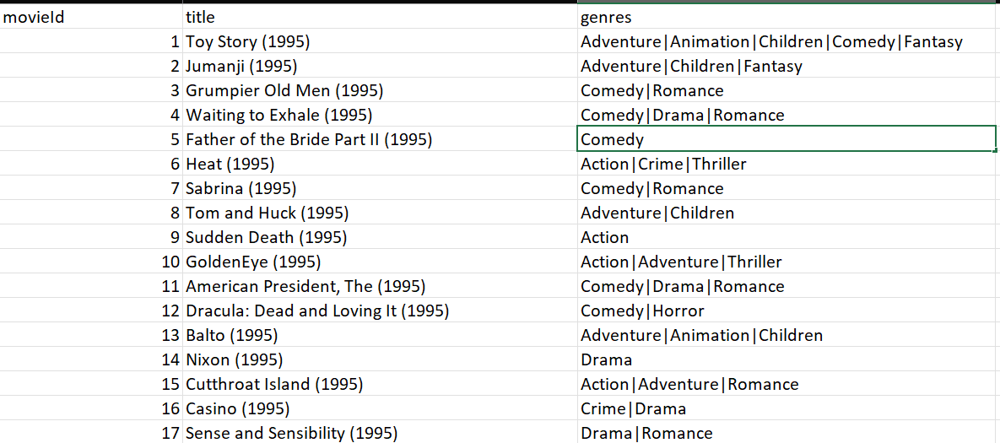 movieId title genres
1 Toy Story (1995) Adventure|Animation|Children|Comedy|Fantasy
2 Jumanji (1995) Adventure|Children|Fantasy
3 Grumpier Old Men (1995) Comedy|Romance
4 Waiting to Exhale (1995) Comedy|Drama|Romance
5 Father of the Bride Part II (1995) Comedy
6 Heat (1995) Action|Crime|Thriller
7 Sabrina (1995) Comedy|Romance
8 Tom and Huck (1995) Adventure|Children
9 Sudden Death (1995) Action
10 GoldenEye (1995) Action|Adventure|Thriller
11 American President, The (1995) Comedy|Drama|Romance
12 Dracula: Dead and Loving It (1995) Comedy|Horror
13 Balto (1995) Adventure|Animation|Children
14 Nixon (1995) Drama
15 Cutthroat Island (1995) Action|Adventure|Romance
16 Casino (1995) Crime|Drama
17 Sense and Sensibility (1995) Drama|Romance